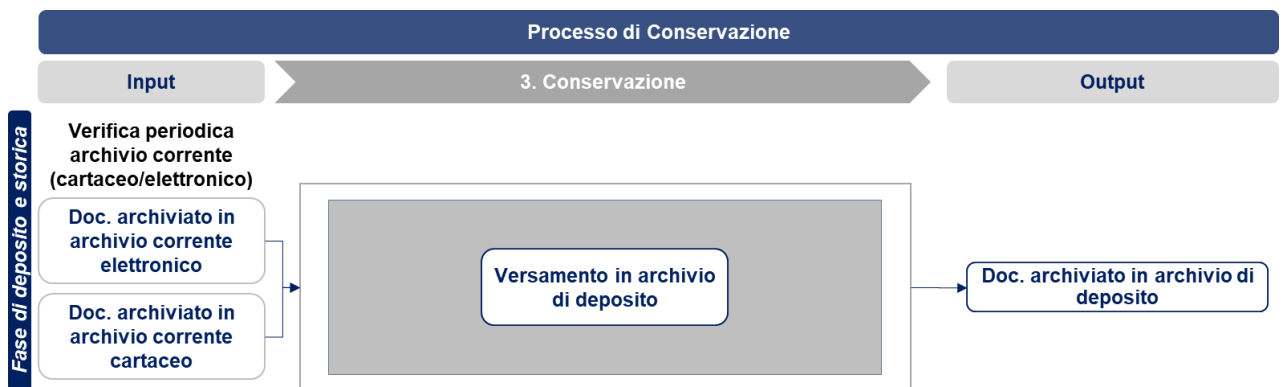 Processo di Conservazione
Input
3. Conservazione
Output
Fase di deposito e storica
Verifica periodica
archivio corrente
(cartaceo/elettronico)
Doc. archiviato in
archivio corrente
elettronico
Doc. archiviato in
archivio corrente
cartaceo
Versamento in archivio
di deposito
Doc. archiviato in archivio di
deposito